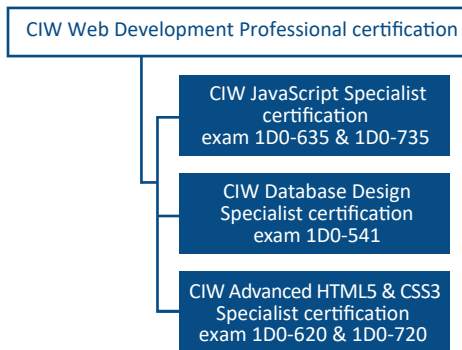 CIW Web Development Professional certification
CIW JavaScript Specialist
certification
exam 1D0-635 & 1D0-735
CIW Database Design
Specialist certification
exam 1D0-541
CIW Advanced HTML5 & CSS3
Specialist certification
exam 1D0-620 & 1D0-720